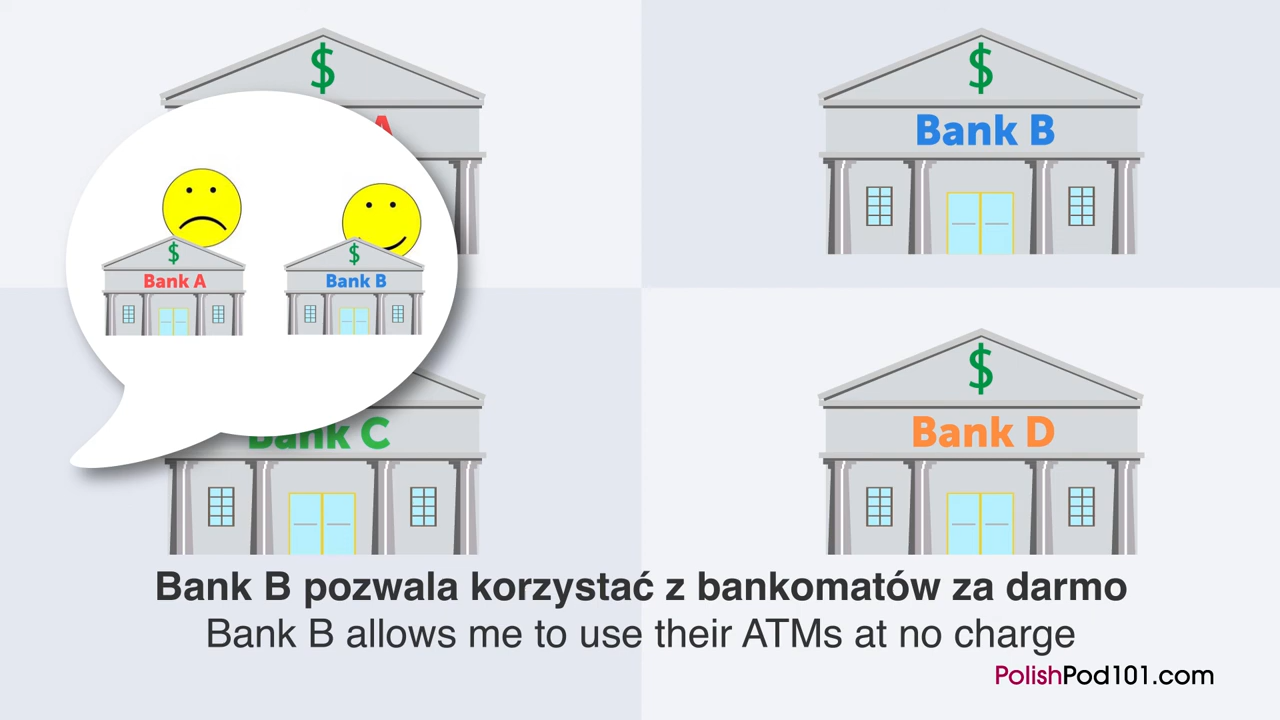 $
$
A
Bank B
$
$
Bank A
Bank B
$
Bank C
Bank D
Bank B pozwala korzystać z bankomatów za darmo
Bank B allows me to use their ATMs at no charge
PolishPod101.com